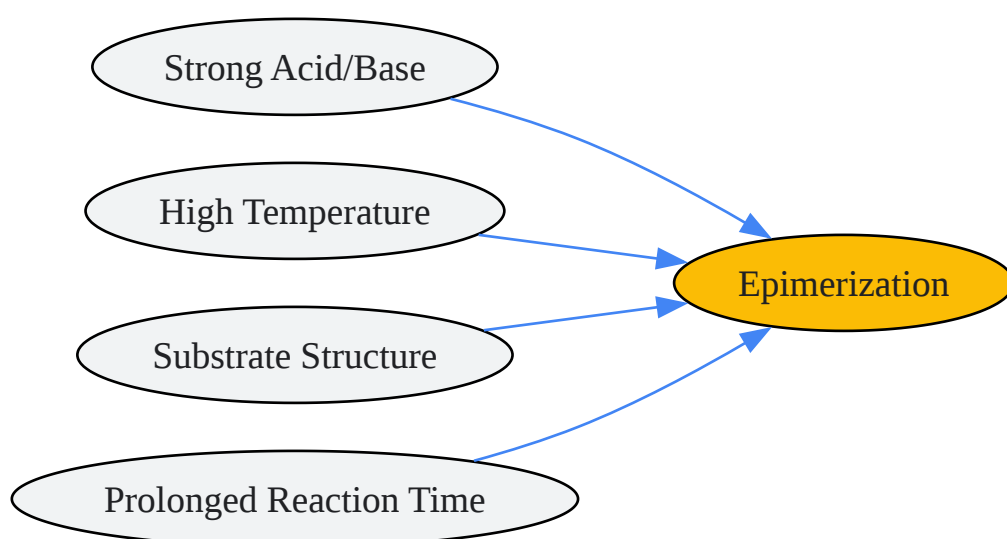 Strong Acid/Base
High Temperature
Epimerization
Substrate Structure
Prolonged Reaction Time